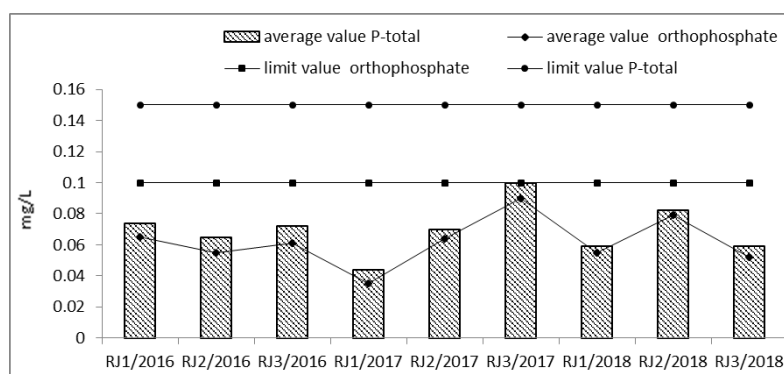 average value P-total
average value orthophosphate
limit value orthophosphate
limit value P-total
mg/L
0.16
0.14
0.12
0.1
0.08
0.06
0.04
0.02
0
RJ1/2016 RJ2/2016 RJ3/2016 RJ1/2017 RJ2/2017 RJ3/2017 RJ1/2018 RJ2/2018 RJ3/2018